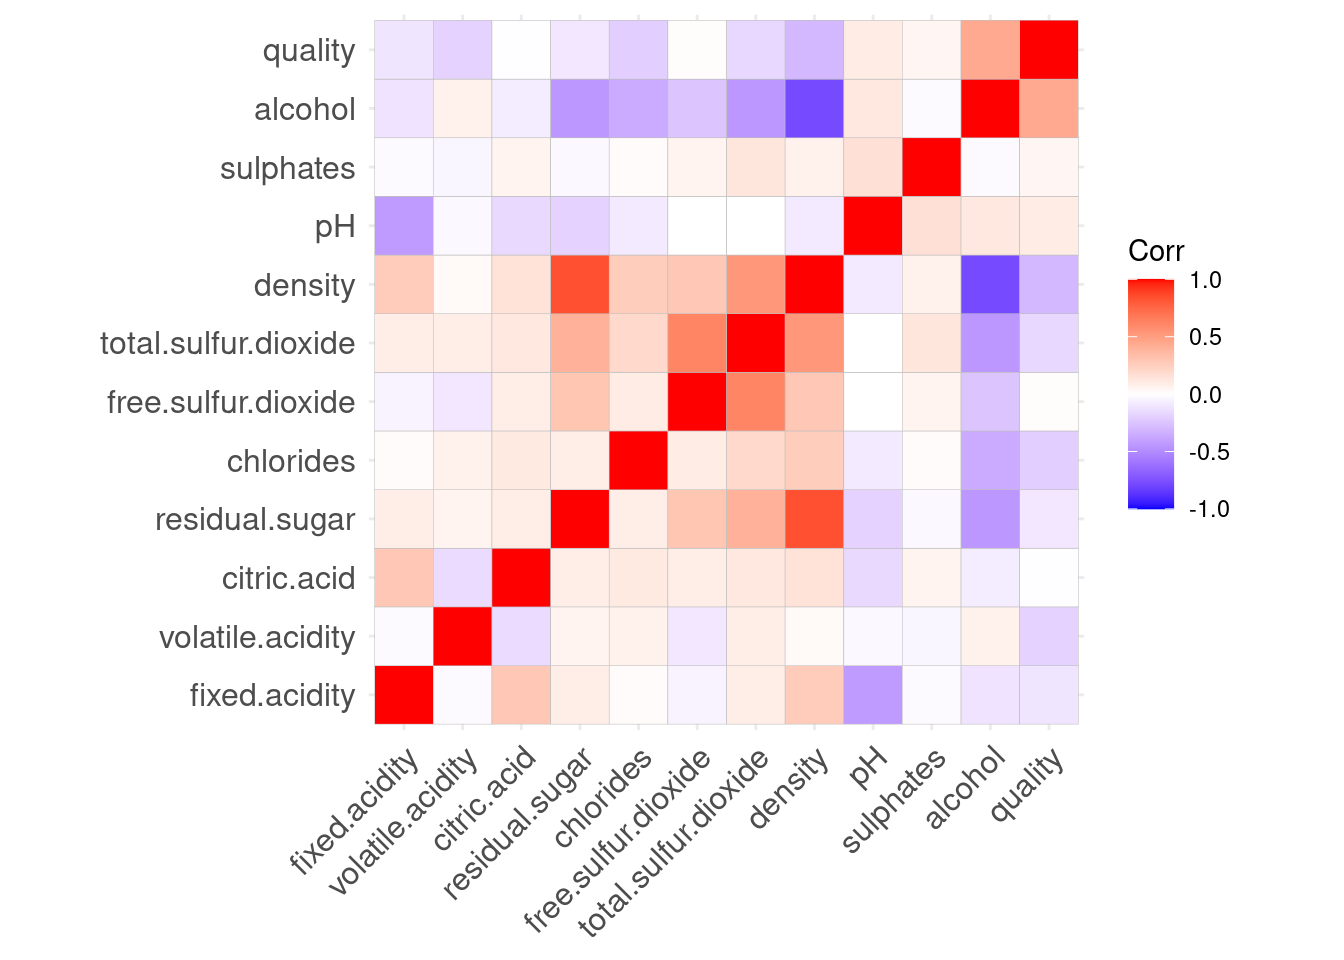 quality
alcohol
sulphates
pH
density
total.sulfur.dioxide
free.sulfur.dioxide
chlorides
residual.sugar
citric.acid
volatile.acidity
fixed.acidity
fixed.acidity
volatile.acidity
citric.acid
residual.sugar
chlorides
free.sulfur.dioxide
total.sulfur.dioxide
density
pH
sulphates
alcohol
quality
Corr
1.0
0.5
0.0
-0.5
-1.0